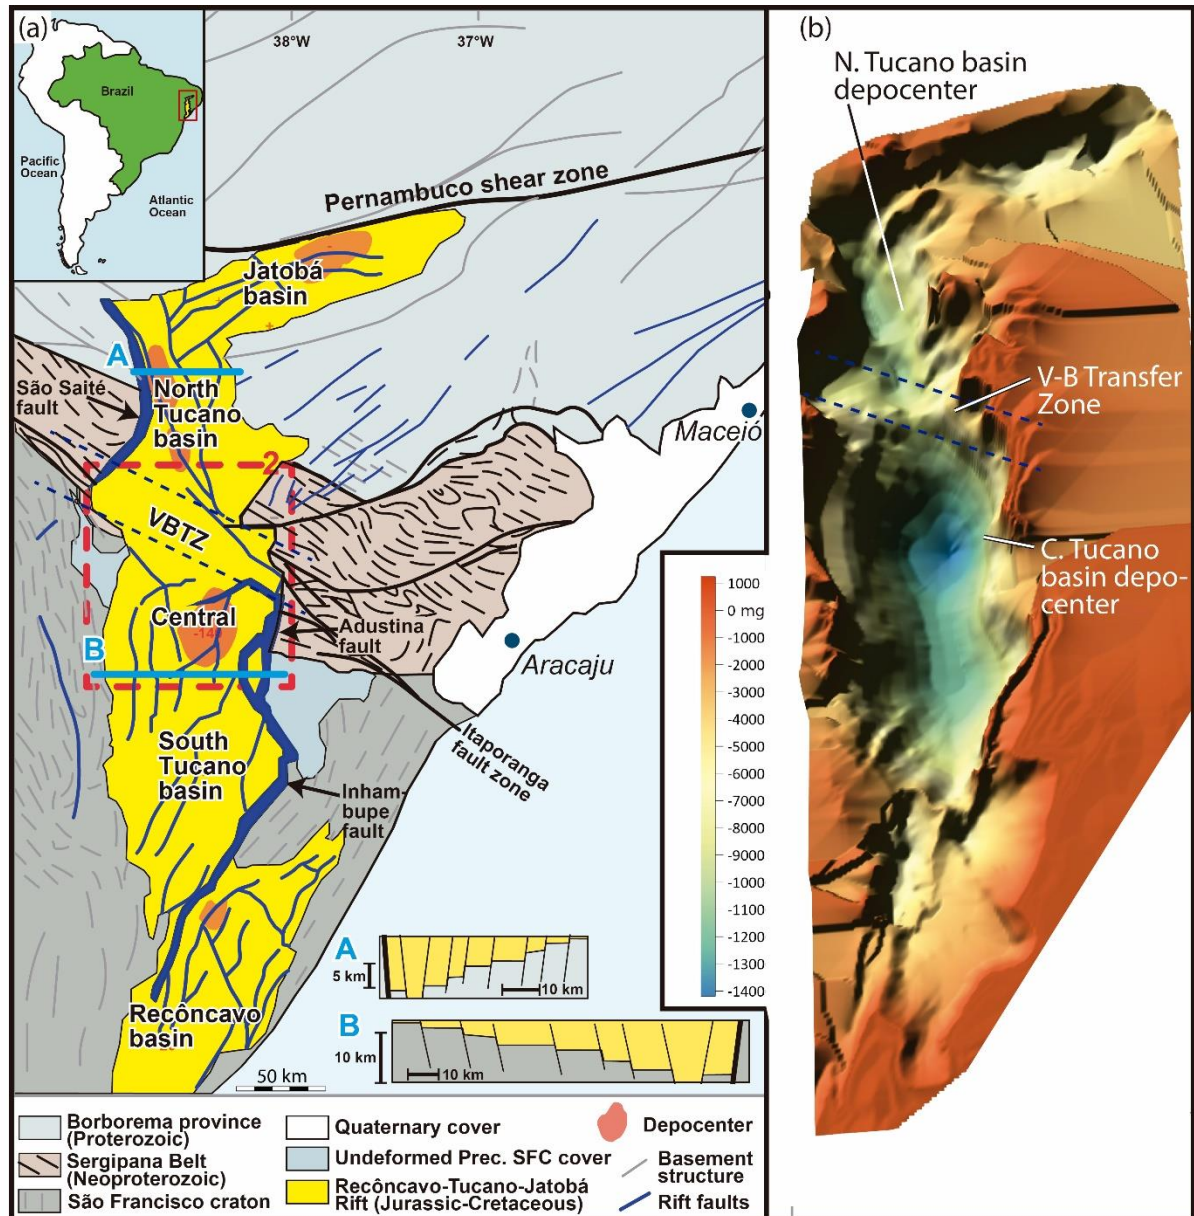 (a)
38°W
37°W
Brazil
Pacific
Ocean
Atlantic
Ocean
Pernambuco shear zone
Jatobá
basin
A
São Saité
fault
North
Tucano
basin
2
Maceió
VBTZ
Central
-140
B
Adustina
fault
Aracaju
Itaporanga
fault zone
South
Tucano
basin
Inham-
bupe
fault
Recôncavo
basin
A
5 km
10 km
B
10 km
10 km
50 km
1000
0 mg
-1000
-2000
-3000
-4000
-5000
-6000
-7000
-8000
-9000
-1000
-1100
-1200
-1300
-1400
Borborema province
(Proterozoic)
Sergipana Belt
(Neoproterozoic)
São Francisco craton
Quaternary cover
Undeformed Prec. SFC cover
Recôncavo-Tucano-Jatobá
Rift (Jurassic-Cretaceous)
Depocenter
Basement
structure
Rift faults
(b)
N. Tucano basin
depocenter
V-B Transfer
Zone
C. Tucano
basin depo-
center